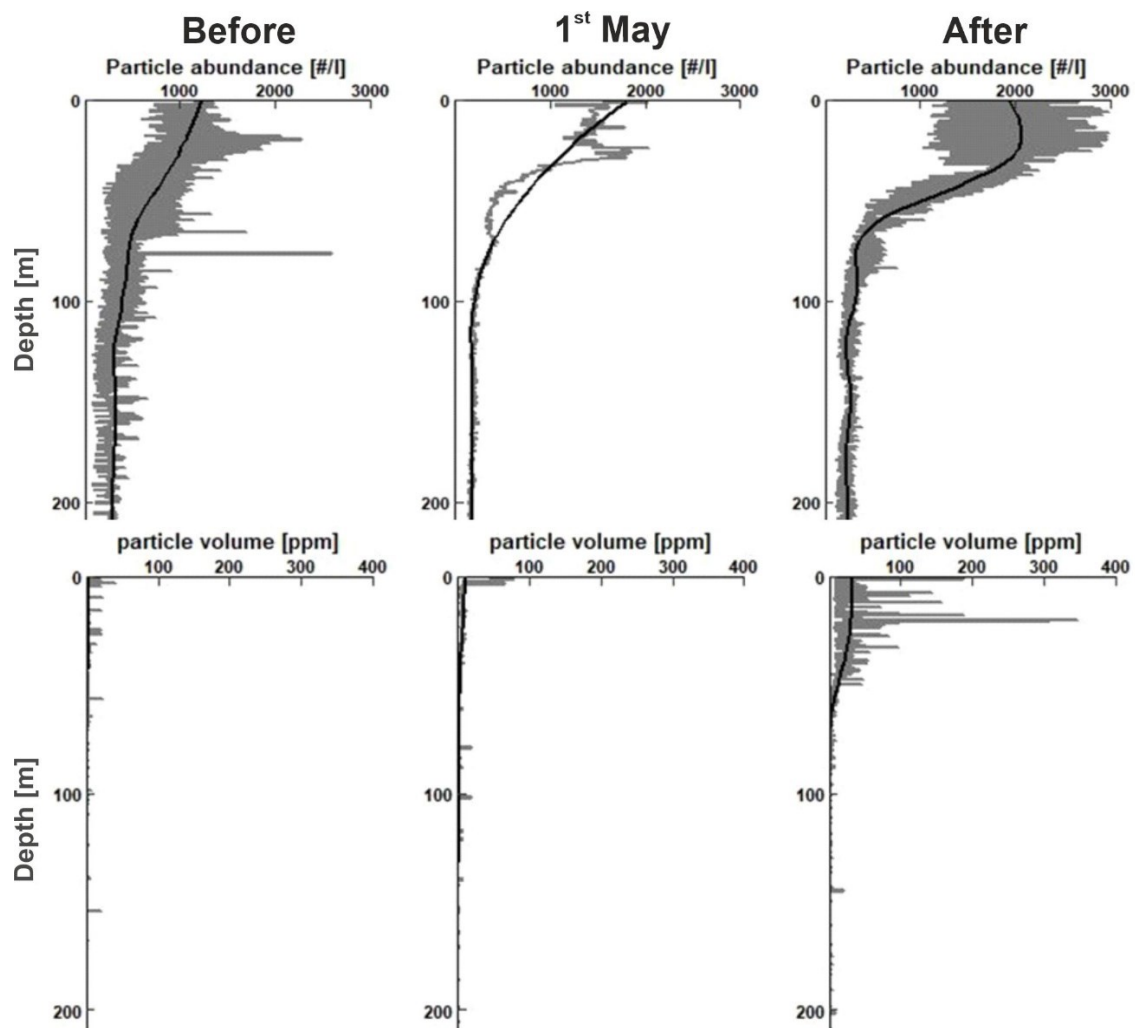 Before 1st May After
Particle abundance [#/l] Particle abundance [#/l] Particle abundance [#/l]
1000 2000 3000 1000 2000 3000 1000 2000 3000
0 0 0
Depth [m]
100 100 100
200 200 200
particle volume [ppm] particle volume [ppm] particle volume [ppm]
100 200 300 400 100 200 300 400 100 200 300 400
0 0 0
Depth [m]
100 100 100
200 200 200